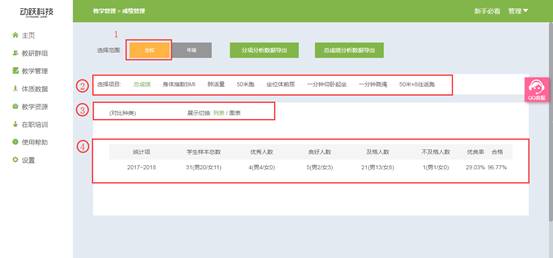 动跃科技
教学管理 > 成绩管理
新手必看 管理
主页
教研群组
教学管理
体质数据
教学资源
在职培训
使用帮助
设置
1
选择范围
全校
年级
分项分析数据导出
总成绩分析数据导出
2
选择项目:
总成绩
身体指数BMI
肺活量
50米跑
坐位体前屈
一分钟仰卧起坐
一分钟跳绳
50米×8往返跑
QQ客服
3
(对比种类)
展示切换 列表 / 图表
4
统计项 学生样本总数 优秀人数 良好人数 及格人数 不及格人数 优良率 合格
2017-2018 31(男20/女11) 4(男4/女0) 5(男2/女3) 21(男13/女8) 1(男1/女0) 29.03% 96.77%